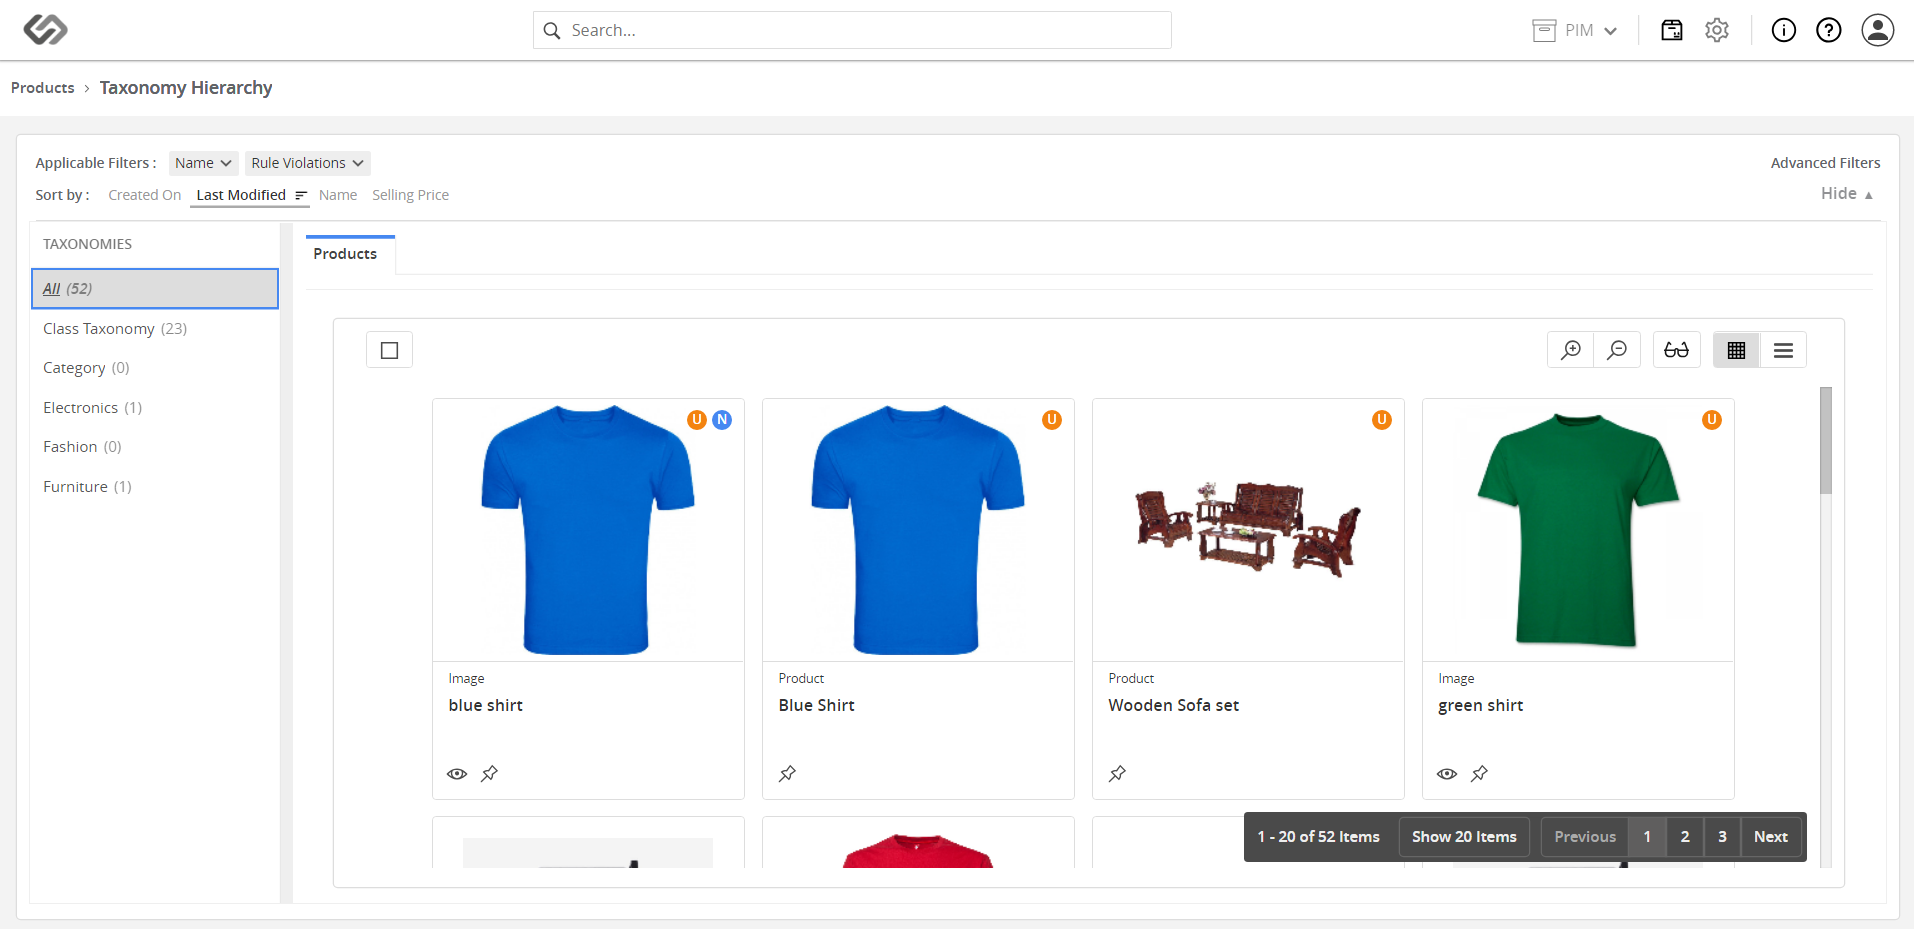 Search...
PIM
Products › Taxonomy Hierarchy
Applicable Filters : Name Rule Violations Advanced Filters
Sort by : Created On Last Modified Name Selling Price Hide ▲
TAXONOMIES
All (52)
Class Taxonomy (23)
Category (0)
Electronics (1)
Fashion (0)
Furniture (1)
Products
U N
U
U
U
Image
blue shirt
Product
Blue Shirt
Product
Wooden Sofa set
Image
green shirt
1 - 20 of 52 Items Show 20 Items Previous 1 2 3 Next